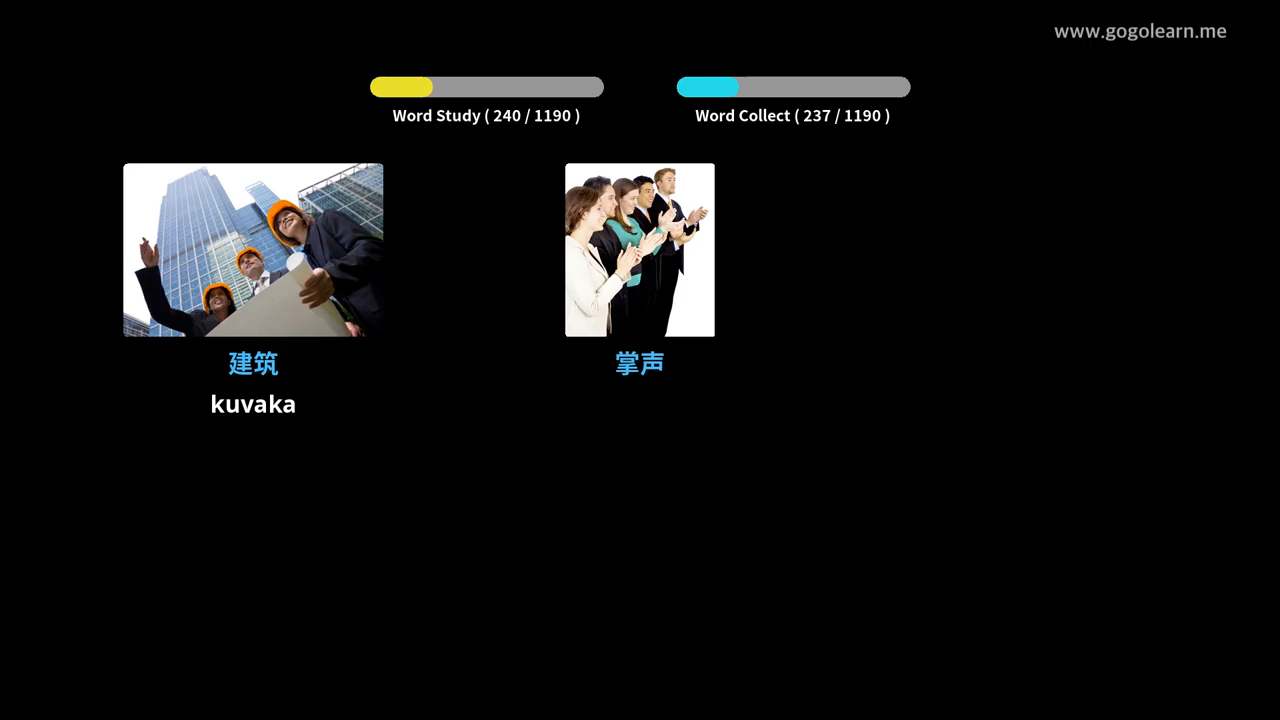 www.gogolearn.me
Word Study ( 240 / 1190 )
Word Collect ( 237 / 1190 )
建筑
掌声
kuvaka